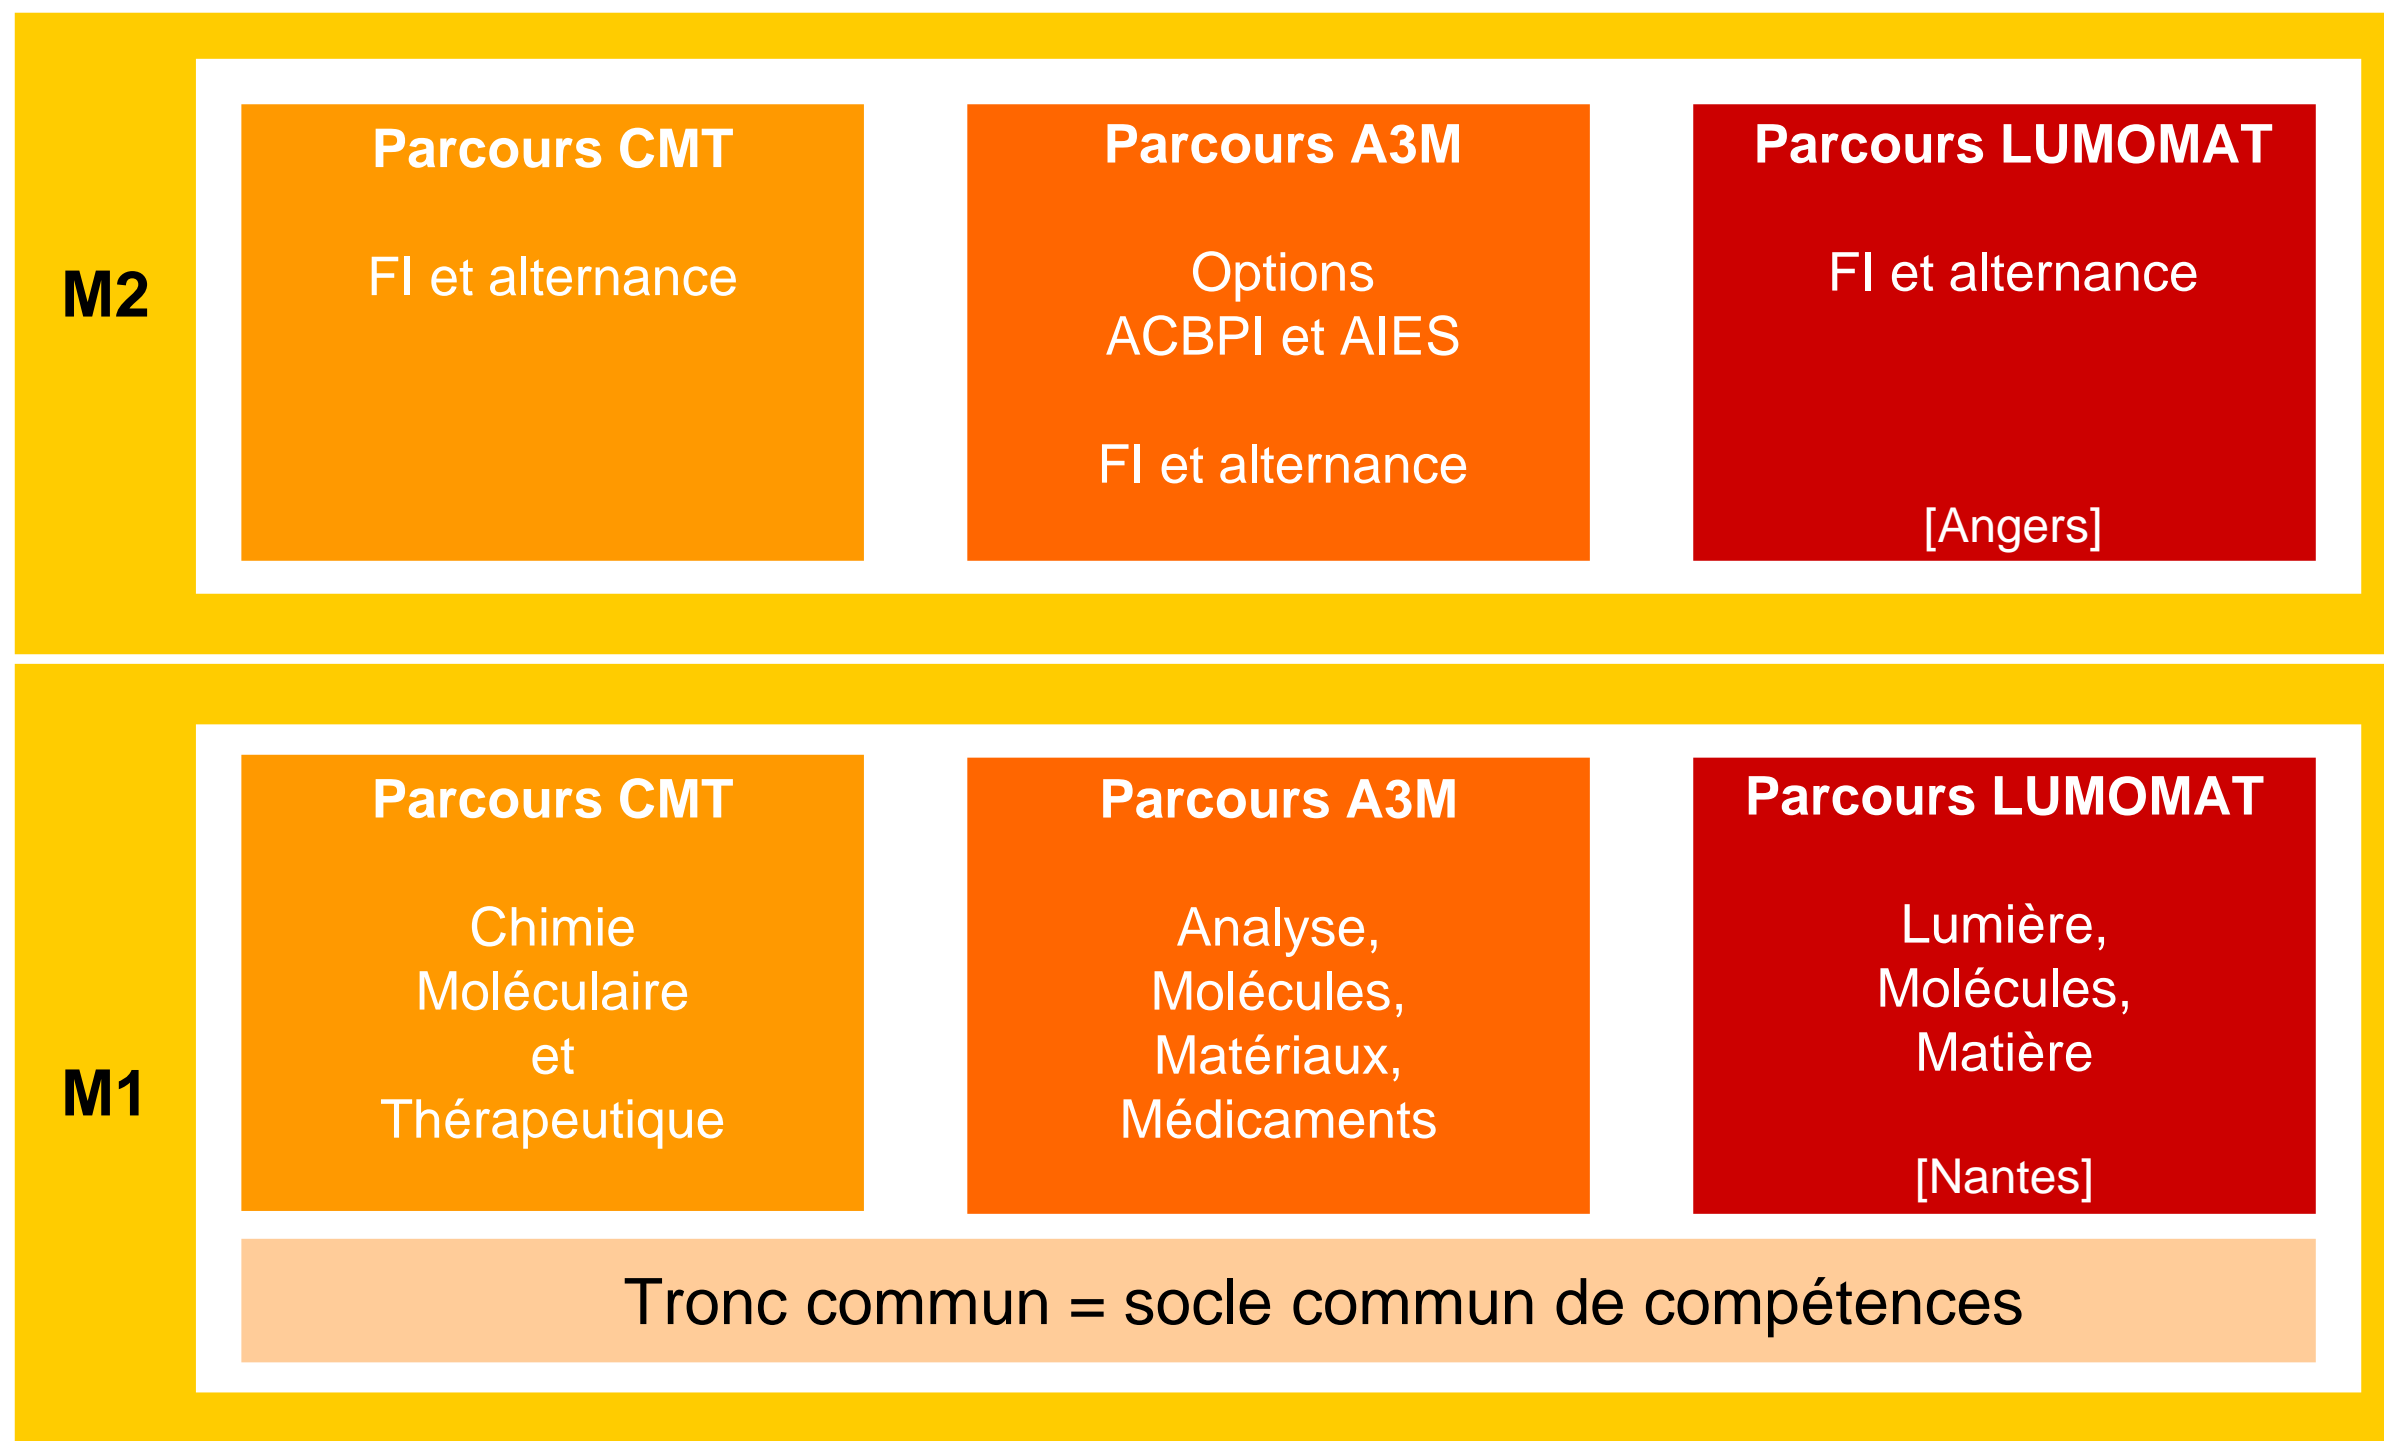 M2
Parcours CMT
FI et alternance
Parcours A3M
Options
ACBPI et AIES
FI et alternance
Parcours LUMOMAT
FI et alternance
[Angers]
M1
Parcours CMT
Chimie
Moléculaire
et
Thérapeutique
Parcours A3M
Analyse,
Molécules,
Matériaux,
Médicaments
Parcours LUMOMAT
Lumière,
Molécules,
Matière
[Nantes]
Tronc commun = socle commun de compétences